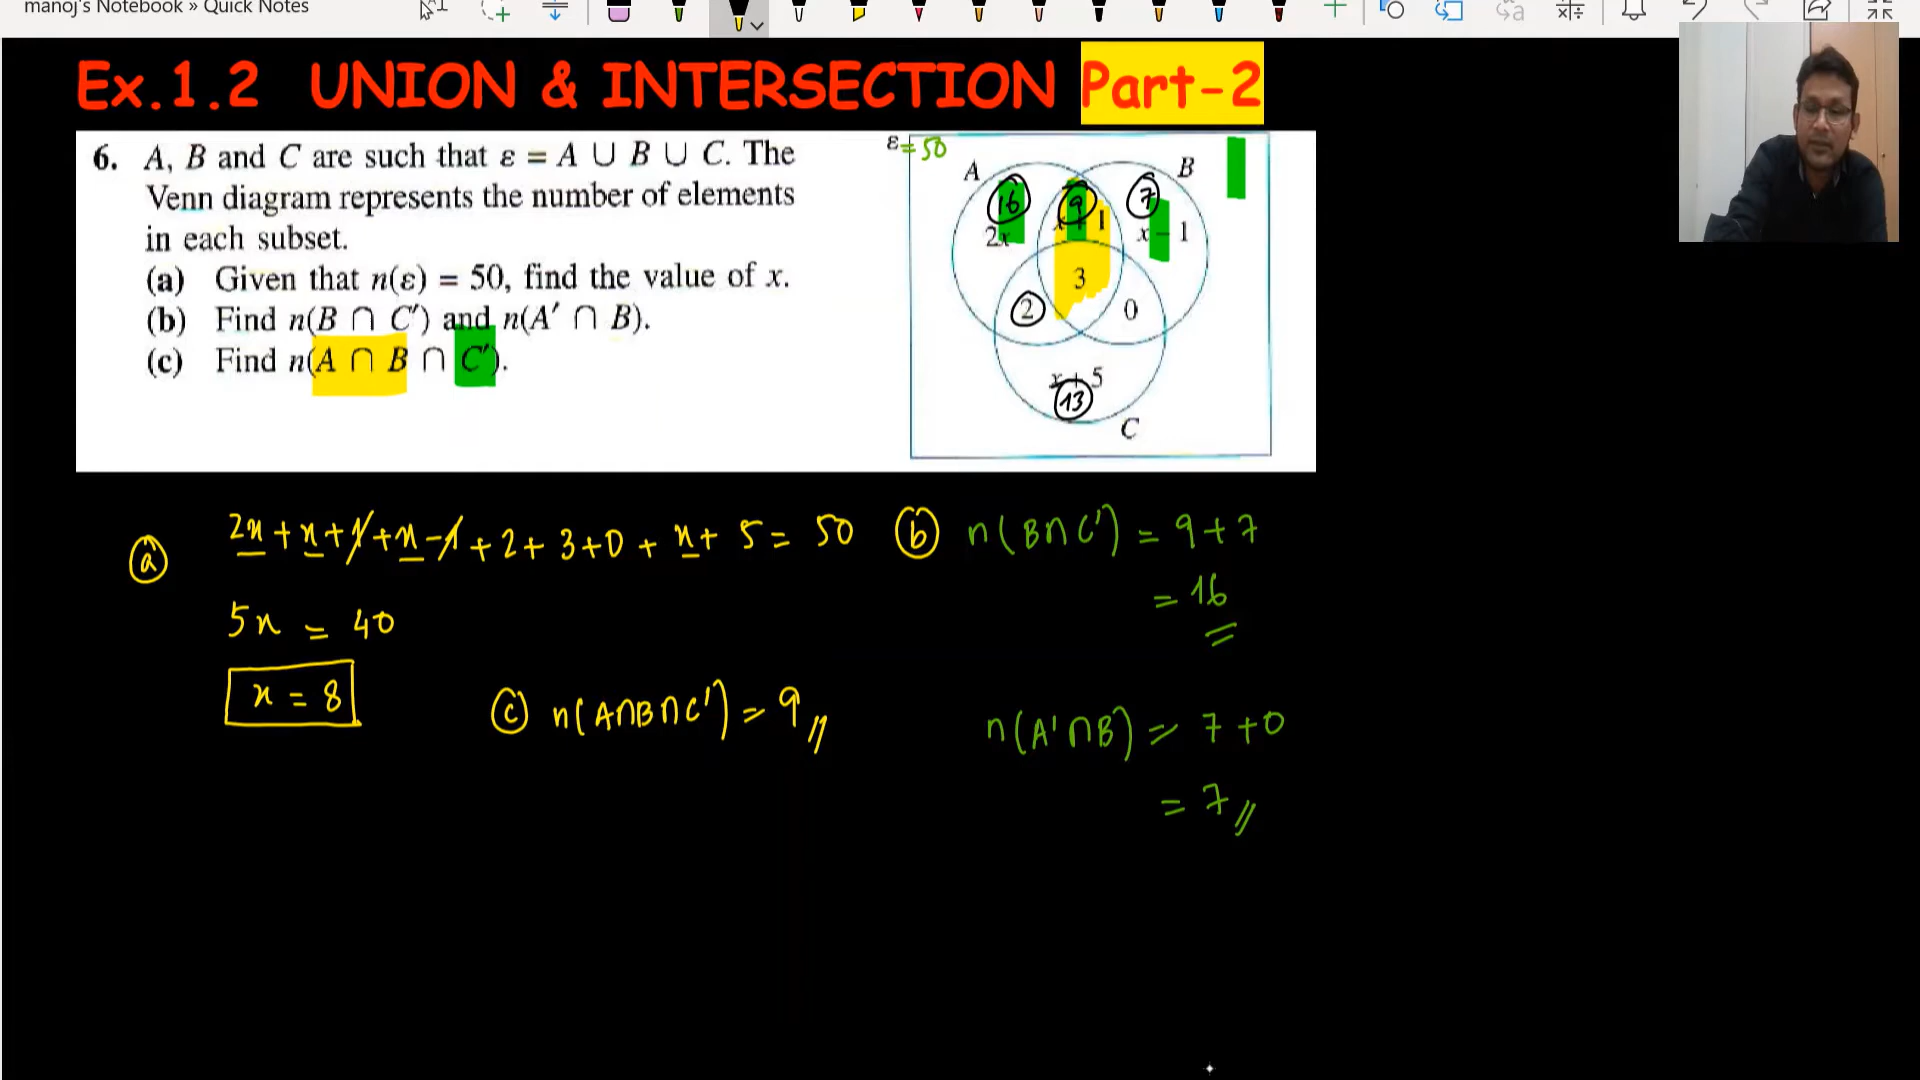 manoj's Notebook » Quick Notes
Ex.1.2 UNION & INTERSECTION Part-2
6. A, B and C are such that ε = A ∪ B ∪ C. The
Venn diagram represents the number of elements
in each subset.
(a) Given that n(ε) = 50, find the value of x.
(b) Find n(B ∩ C′) and n(A′ ∩ B).
(c) Find n(A ∩ B ∩ C′).
ε = 50
A
B
16
9
7
2x
x + 1
x − 1
3
2
0
x + 5
13
C
(a) 2x + x + 1 + x - 1 + 2 + 3 + 0 + x + 5 = 50
5x = 40
x = 8
(b) n(B∩C') = 9 + 7
= 16
n(A'∩B) = 7 + 0
= 7
(c) n(A∩B∩C') = 9